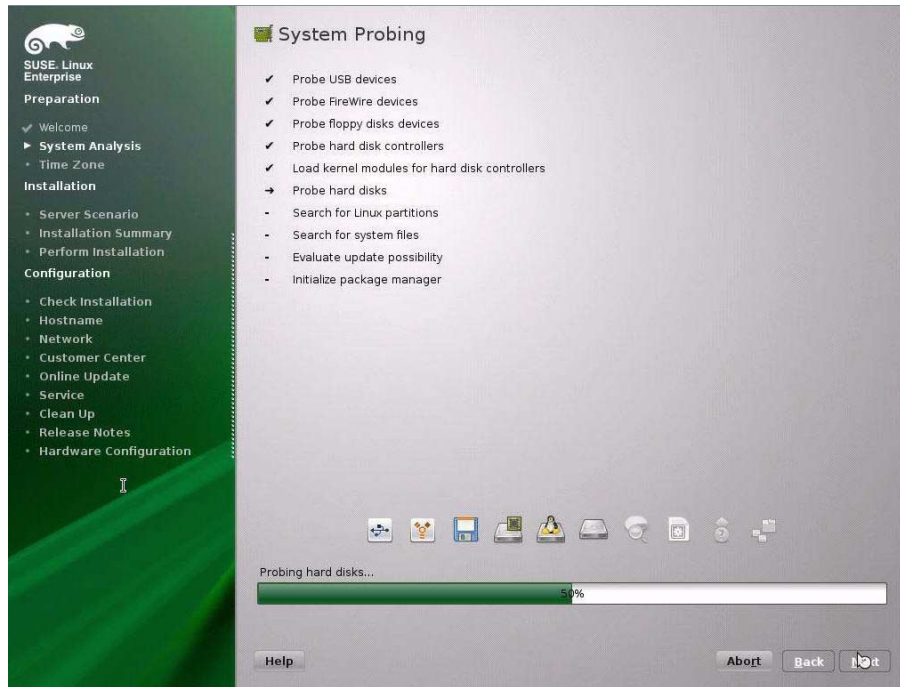 SUSE. Linux
Enterprise
Preparation
Welcome
System Analysis
Time Zone
Installation
Server Scenario
Installation Summary
Perform Installation
Configuration
Check Installation
Hostname
Network
Customer Center
Online Update
Service
Clean Up
Release Notes
Hardware Configuration
System Probing
Probe USB devices
Probe FireWire devices
Probe floppy disks devices
Probe hard disk controllers
Load kernel modules for hard disk controllers
Probe hard disks
Search for Linux partitions
Search for system files
Evaluate update possibility
Initialize package manager
Probing hard disks...
50%
Help
Abort
Back